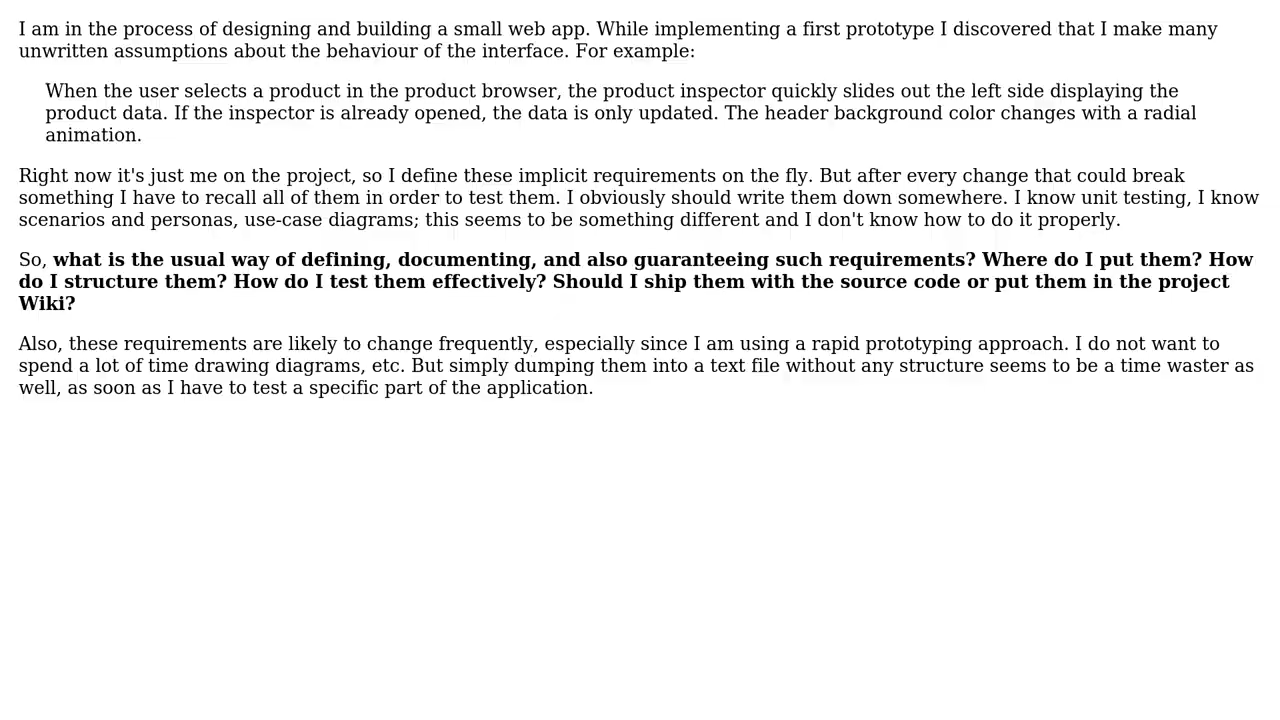 I am in the process of designing and building a small web app. While implementing a first prototype I discovered that I make many
unwritten assumptions about the behaviour of the interface. For example:
When the user selects a product in the product browser, the product inspector quickly slides out the left side displaying the
product data. If the inspector is already opened, the data is only updated. The header background color changes with a radial
animation.
Right now it's just me on the project, so I define these implicit requirements on the fly. But after every change that could break
something I have to recall all of them in order to test them. I obviously should write them down somewhere. I know unit testing, I know
scenarios and personas, use-case diagrams; this seems to be something different and I don't know how to do it properly.
So, what is the usual way of defining, documenting, and also guaranteeing such requirements? Where do I put them? How
do I structure them? How do I test them effectively? Should I ship them with the source code or put them in the project
Wiki?
Also, these requirements are likely to change frequently, especially since I am using a rapid prototyping approach. I do not want to
spend a lot of time drawing diagrams, etc. But simply dumping them into a text file without any structure seems to be a time waster as
well, as soon as I have to test a specific part of the application.